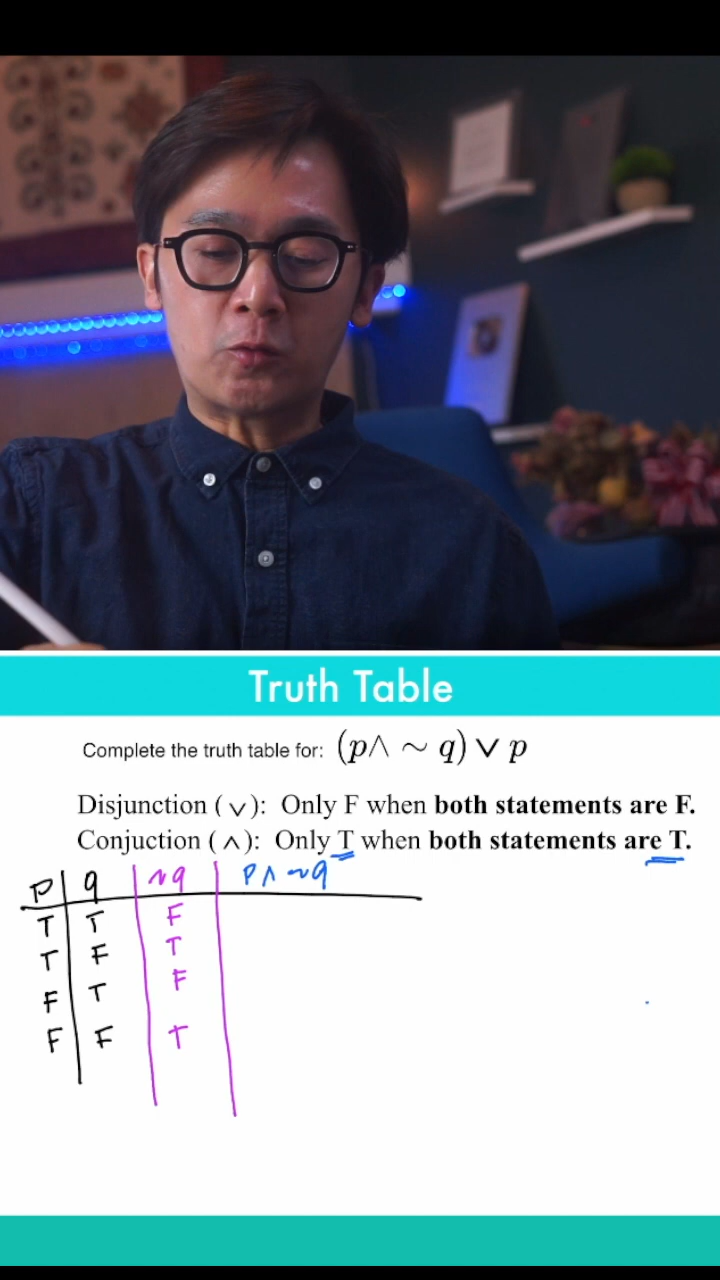 Truth Table
Complete the truth table for: (p∧ ~ q) ∨ p
Disjunction ( ∨ ): Only F when both statements are F.
Conjuction ( ∧ ): Only T when both statements are T.
p q ~q p∧ ~q
T T F
T F T
F T F
F F T